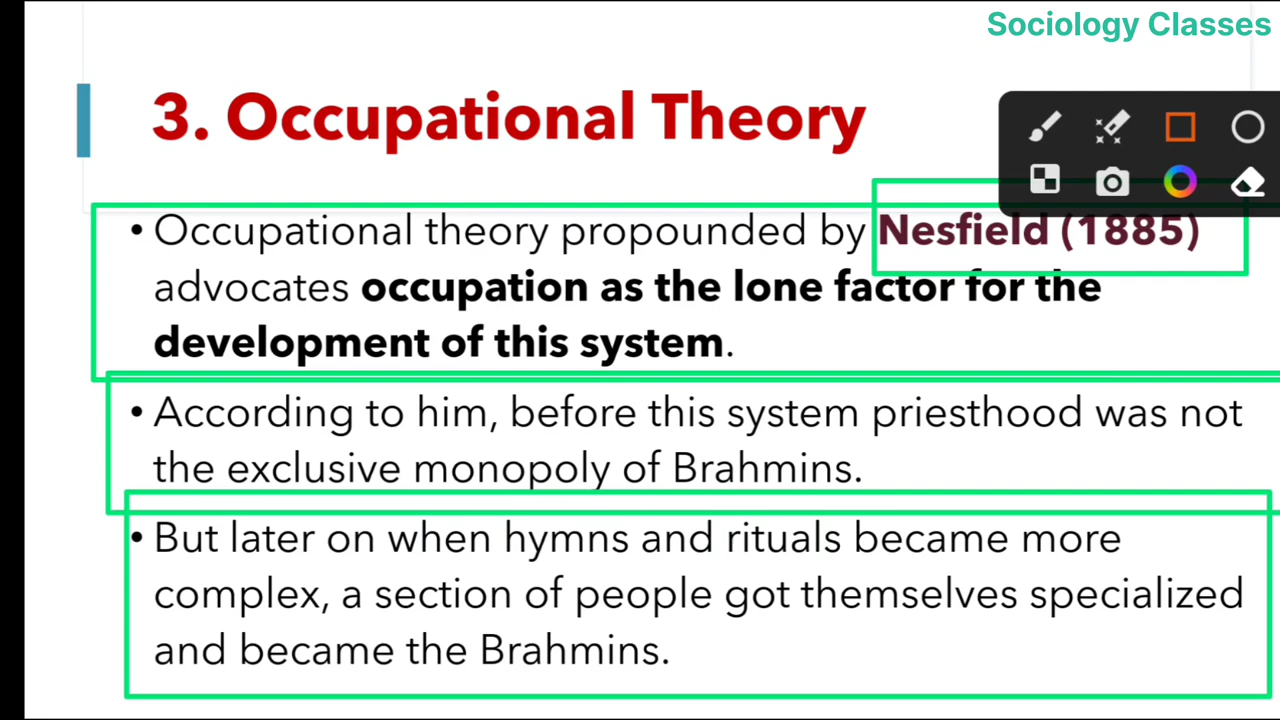 Sociology Classes
3. Occupational Theory
• Occupational theory propounded by Nesfield (1885)
advocates occupation as the lone factor for the
development of this system.
• According to him, before this system priesthood was not
the exclusive monopoly of Brahmins.
• But later on when hymns and rituals became more
complex, a section of people got themselves specialized
and became the Brahmins.